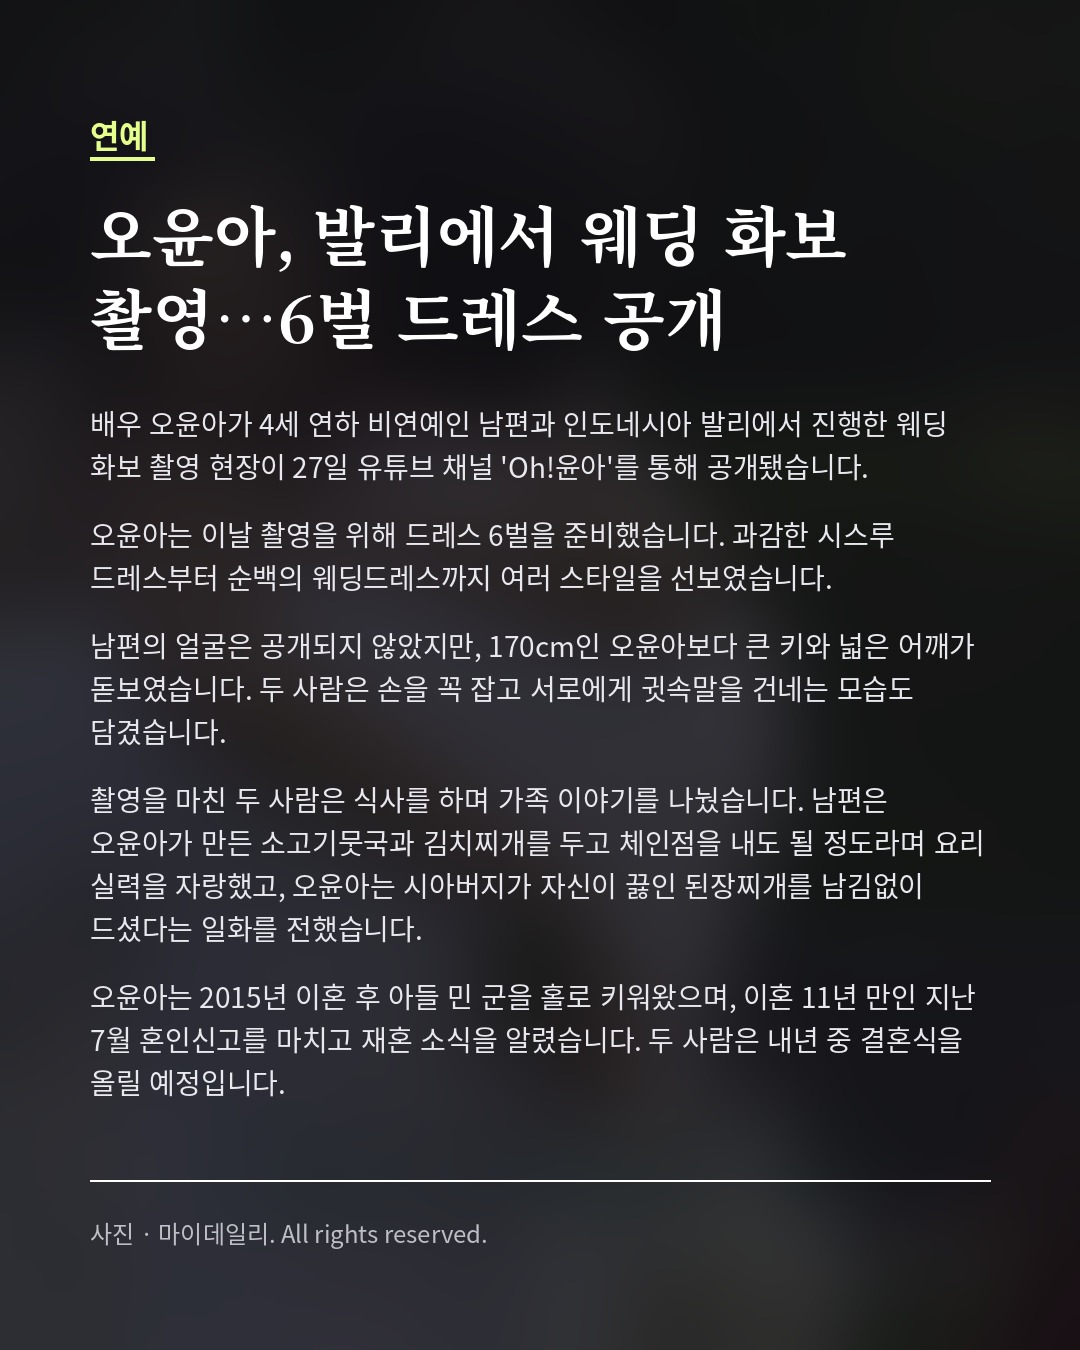 연예
오윤아, 발리에서 웨딩 화보
촬영…6벌 드레스 공개
배우 오윤아가 4세 연하 비연예인 남편과 인도네시아 발리에서 진행한 웨딩
화보 촬영 현장이 27일 유튜브 채널 'Oh!윤아'를 통해 공개됐습니다.
오윤아는 이날 촬영을 위해 드레스 6벌을 준비했습니다. 과감한 시스루
드레스부터 순백의 웨딩드레스까지 여러 스타일을 선보였습니다.
남편의 얼굴은 공개되지 않았지만, 170cm인 오윤아보다 큰 키와 넓은 어깨가
돋보였습니다. 두 사람은 손을 꼭 잡고 서로에게 귓속말을 건네는 모습도
담겼습니다.
촬영을 마친 두 사람은 식사를 하며 가족 이야기를 나눴습니다. 남편은
오윤아가 만든 소고기뭇국과 김치찌개를 두고 체인점을 내도 될 정도라며 요리
실력을 자랑했고, 오윤아는 시아버지가 자신이 끓인 된장찌개를 남김없이
드셨다는 일화를 전했습니다.
오윤아는 2015년 이혼 후 아들 민 군을 홀로 키워왔으며, 이혼 11년 만인 지난
7월 혼인신고를 마치고 재혼 소식을 알렸습니다. 두 사람은 내년 중 결혼식을
올릴 예정입니다.
사진 · 마이데일리. All rights reserved.